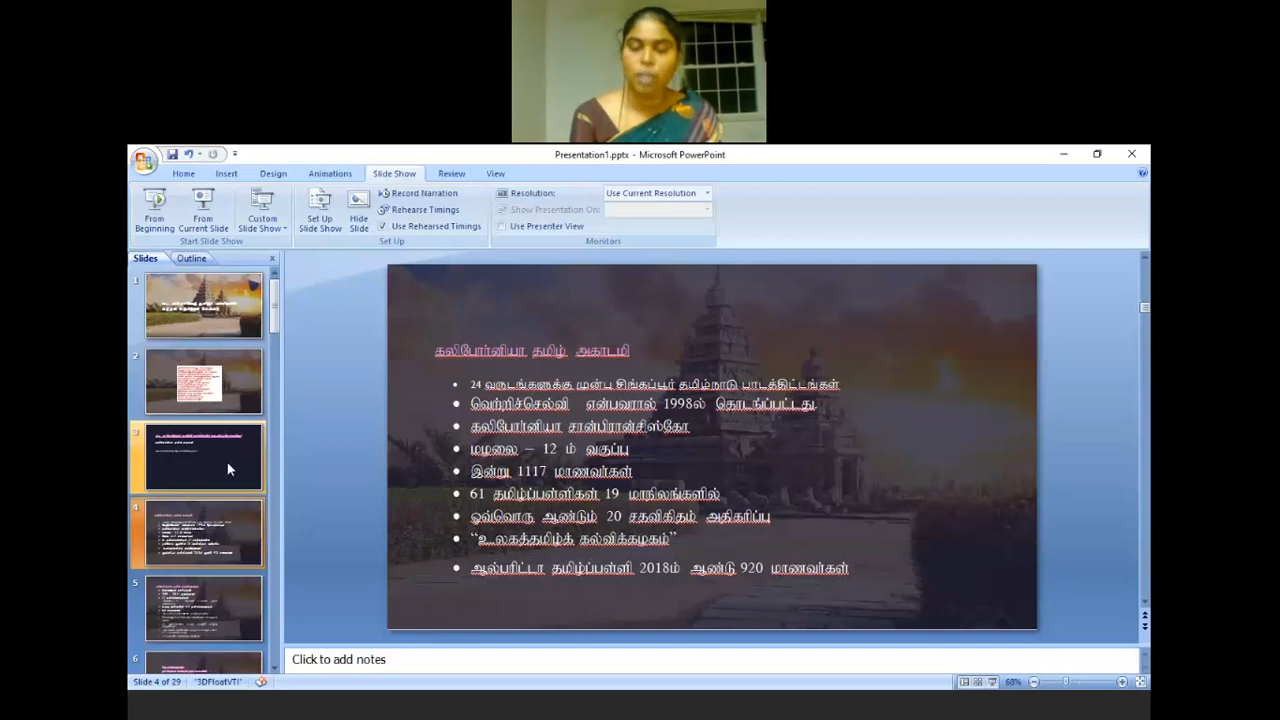 Presentation1.pptx - Microsoft PowerPoint
Home Insert Design Animations Slide Show Review View
From Beginning
From Current Slide
Custom Slide Show
Start Slide Show
Set Up Slide Show
Hide Slide
Record Narration
Rehearse Timings
Use Rehearsed Timings
Set Up
Resolution: Use Current Resolution
Show Presentation On:
Use Presenter View
Monitors
Slides Outline
1
2
3
4
5
6
கலிபோர்னியா தமிழ் அகாடமி
• 24 வருடங்களுக்கு முன்பு சிங்கப்பூர் தமிழ்நாடு பாடத்திட்டங்கள்
• வெற்றிச்செல்வி என்பவரால் 1998ல் தொடங்ப்பட்டது.
• கலிபோர்னியா சான்பிரான்சிஸ்கோ
• மழலை – 12 ம் வகுப்பு
• இன்று 1117 மாணவர்கள்
• 61 தமிழ்ப்பள்ளிகள் 19 மாநிலங்களில்
• ஒவ்வொரு ஆண்டும் 20 சதவிகிதம் அதிகரிப்பு
• “உலகத்தமிழ்க் கல்விக்கழகம்”
• ஆல்பரிட்டா தமிழ்ப்பள்ளி 2018ம் ஆண்டு 920 மாணவர்கள்
Click to add notes
Slide 4 of 29 "3DFloatVTI" 68%